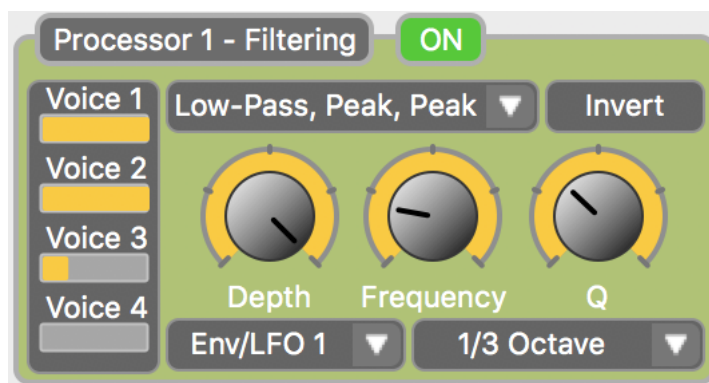 Processor 1 - Filtering
ON
Voice 1
Voice 2
Voice 3
Voice 4
Low-Pass, Peak, Peak
Invert
Depth
Frequency
Q
Env/LFO 1
1/3 Octave